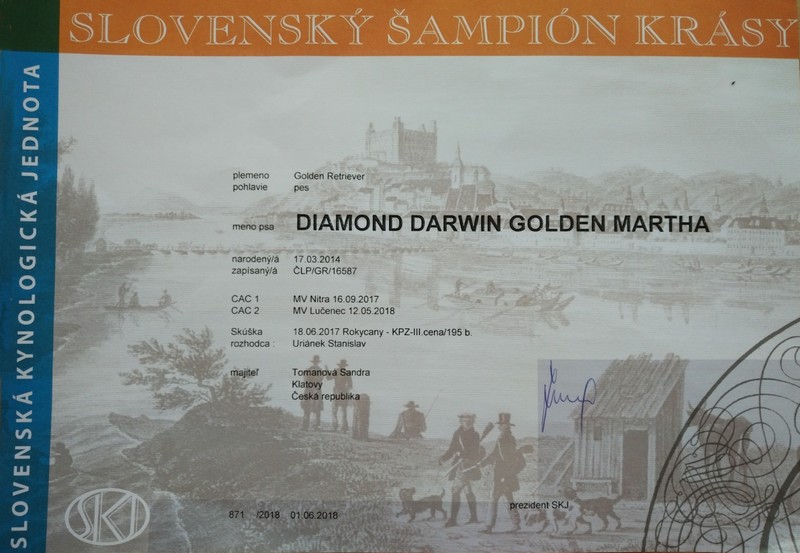 SLOVENSKÝ ŠAMPIÓN KRÁSY
SLOVENSKÁ KYNOLOGICKÁ JEDNOTA
plemeno Golden Retriever
pohlavie pes
meno psa DIAMOND DARWIN GOLDEN MARTHA
narodený/á 17.03.2014
zapísaný/á ČLP/GR/16587
CAC 1 MV Nitra 16.09.2017
CAC 2 MV Lučenec 12.05.2018
Skúška 18.06.2017 Rokycany - KPZ-III.cena/195 b.
rozhodca : Unánek Stanislav
majiteľ Tomanová Sandra
Klatovy
Česká republika
871 /2018 01.06.2018
prezident SKJ
SKJ